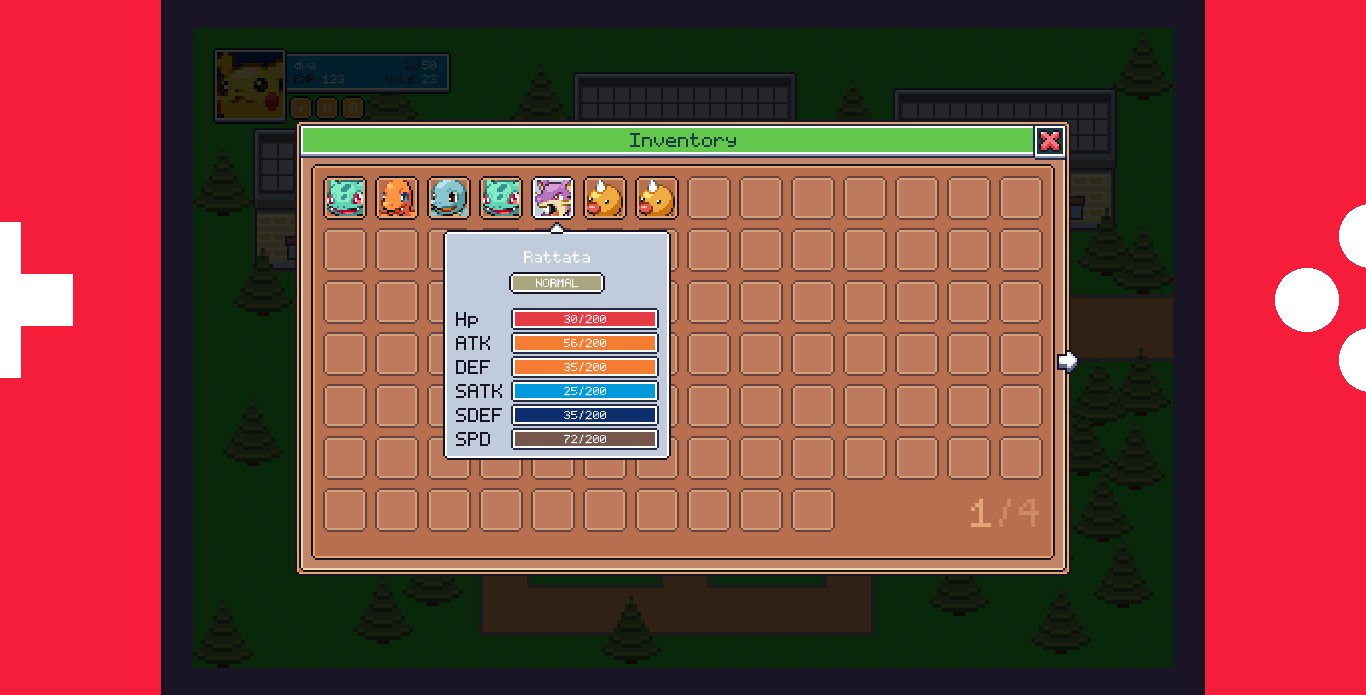 dua LV 50
EXP 123 Gold 23
Inventory
Rattata
NORMAL
Hp 30/200
ATK 56/200
DEF 35/200
SATK 25/200
SDEF 35/200
SPD 72/200
1/4